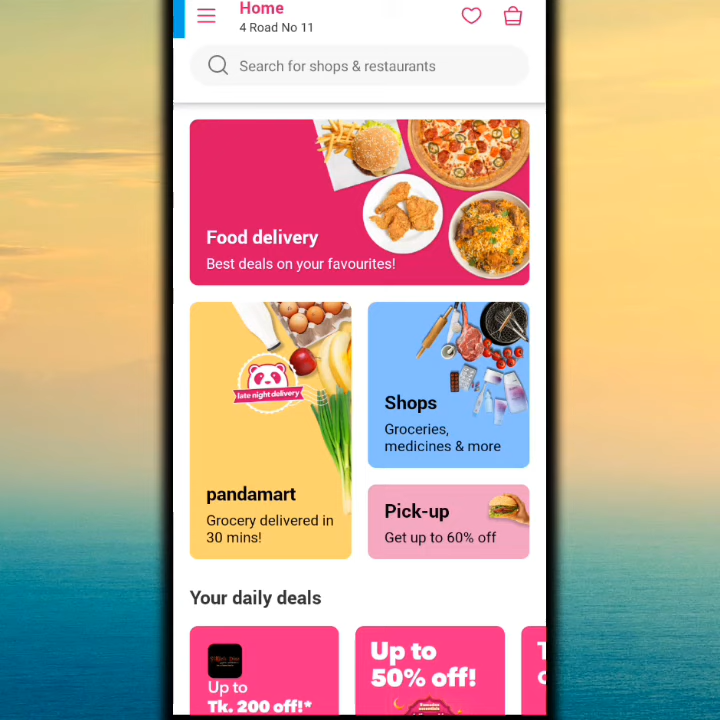 Home
4 Road No 11
Search for shops & restaurants
Food delivery
Best deals on your favourites!
late night delivery
pandamart
Grocery delivered in
30 mins!
Shops
Groceries,
medicines & more
Pick-up
Get up to 60% off
Your daily deals
Up to
Tk. 200 off!*
Up to
50% off!